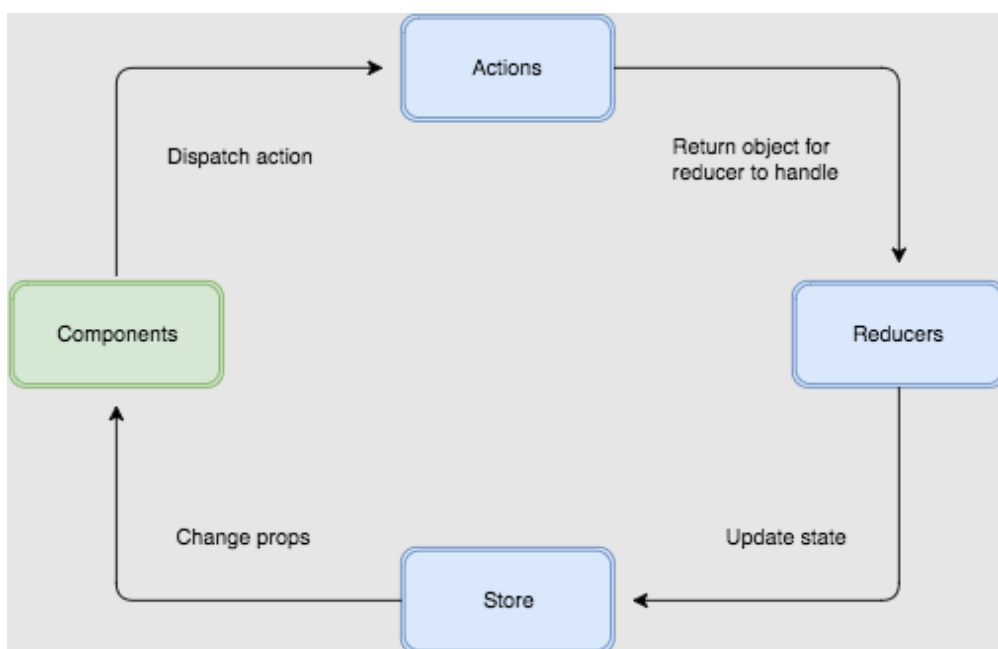 Actions
Dispatch action
Return object for
reducer to handle
Components
Reducers
Change props
Update state
Store